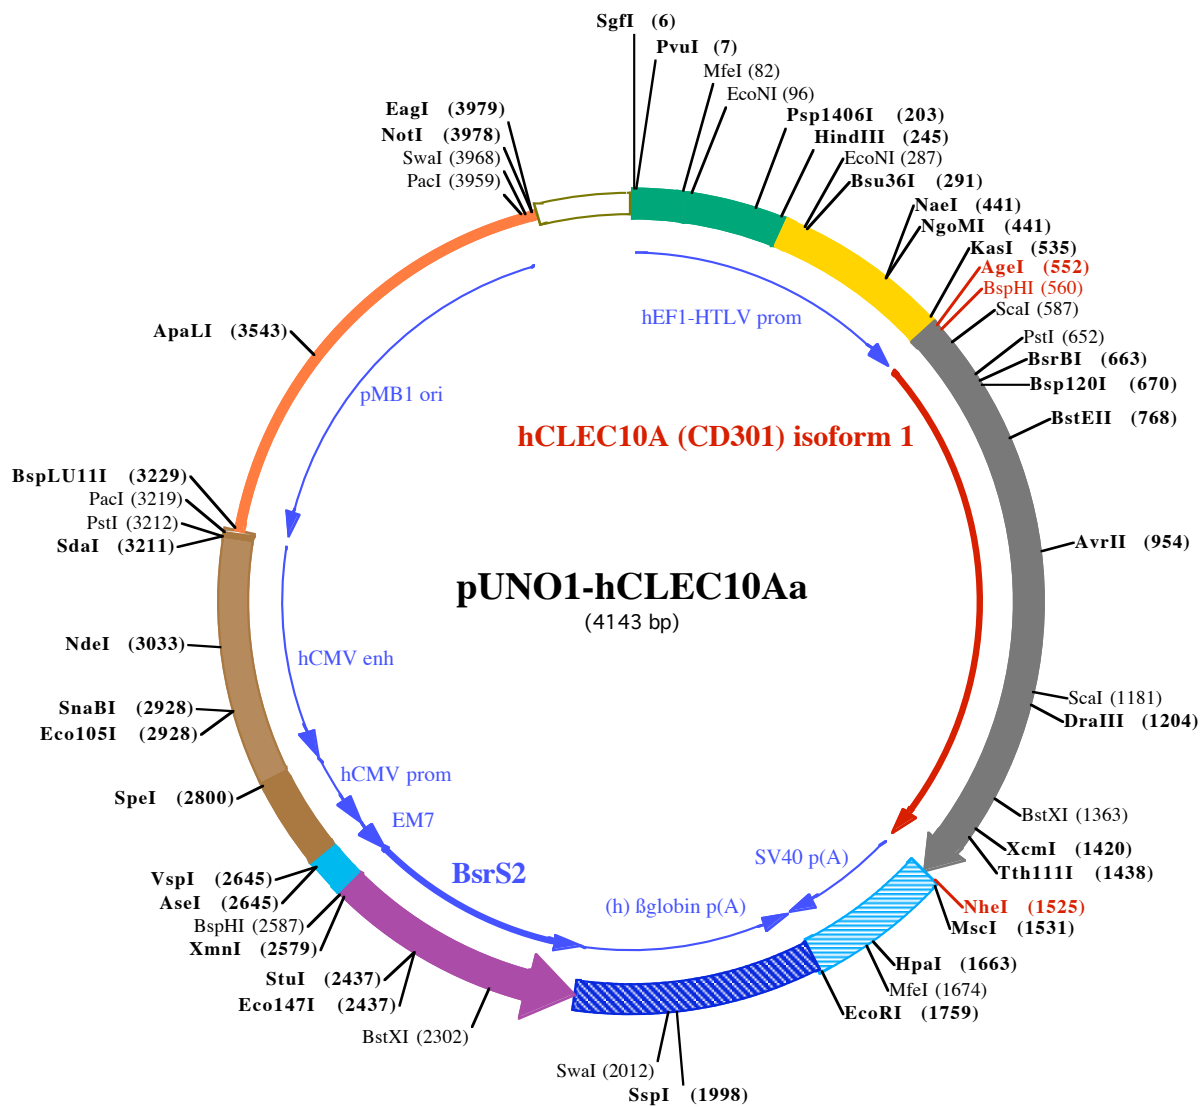 SgfI (6)
PvuI (7)
MfeI (82)
EcoNI (96)
Psp1406I (203)
HindIII (245)
EcoNI (287)
Bsu36I (291)
NaeI (441)
NgoMI (441)
KasI (535)
AgeI (552)
BspHI (560)
ScaI (587)
PstI (652)
BsrBI (663)
Bsp120I (670)
BstEII (768)
AvrII (954)
ScaI (1181)
DraIII (1204)
BstXI (1363)
XcmI (1420)
Tth111I (1438)
NheI (1525)
MscI (1531)
HpaI (1663)
MfeI (1674)
EcoRI (1759)
SspI (1998)
SwaI (2012)
BstXI (2302)
Eco147I (2437)
StuI (2437)
XmnI (2579)
BspHI (2587)
AseI (2645)
VspI (2645)
SpeI (2800)
Eco105I (2928)
SnaBI (2928)
NdeI (3033)
SdaI (3211)
PstI (3212)
PacI (3219)
BspLU11I (3229)
ApaLI (3543)
PacI (3959)
SwaI (3968)
NotI (3978)
EagI (3979)
hEF1-HTLV prom
pMB1 ori
hCLEC10A (CD301) isoform 1
pUNO1-hCLEC10Aa
(4143 bp)
hCMV enh
hCMV prom
EM7
BsrS2
SV40 p(A)
(h) ßglobin p(A)